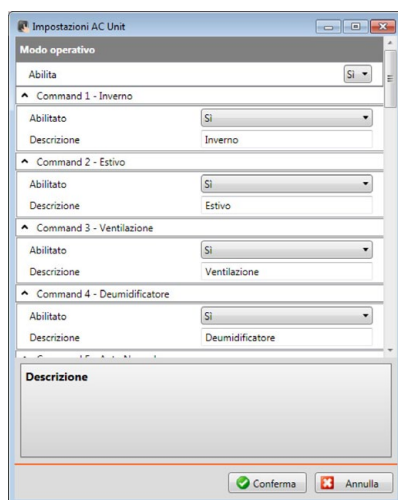 Impostazioni AC Unit
Modo operativo
Abilita Sì
Command 1 - Inverno
Abilitato Sì
Descrizione Inverno
Command 2 - Estivo
Abilitato Sì
Descrizione Estivo
Command 3 - Ventilazione
Abilitato Sì
Descrizione Ventilazione
Command 4 - Deumidificatore
Abilitato Sì
Descrizione Deumidificatore
Descrizione
Conferma Annulla